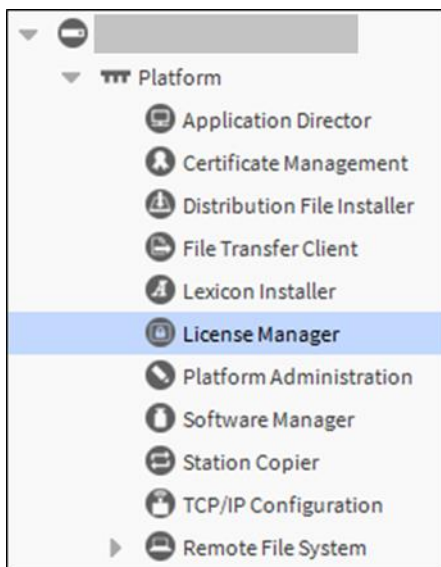 Platform
Application Director
Certificate Management
Distribution File Installer
File Transfer Client
Lexicon Installer
License Manager
Platform Administration
Software Manager
Station Copier
TCP/IP Configuration
Remote File System